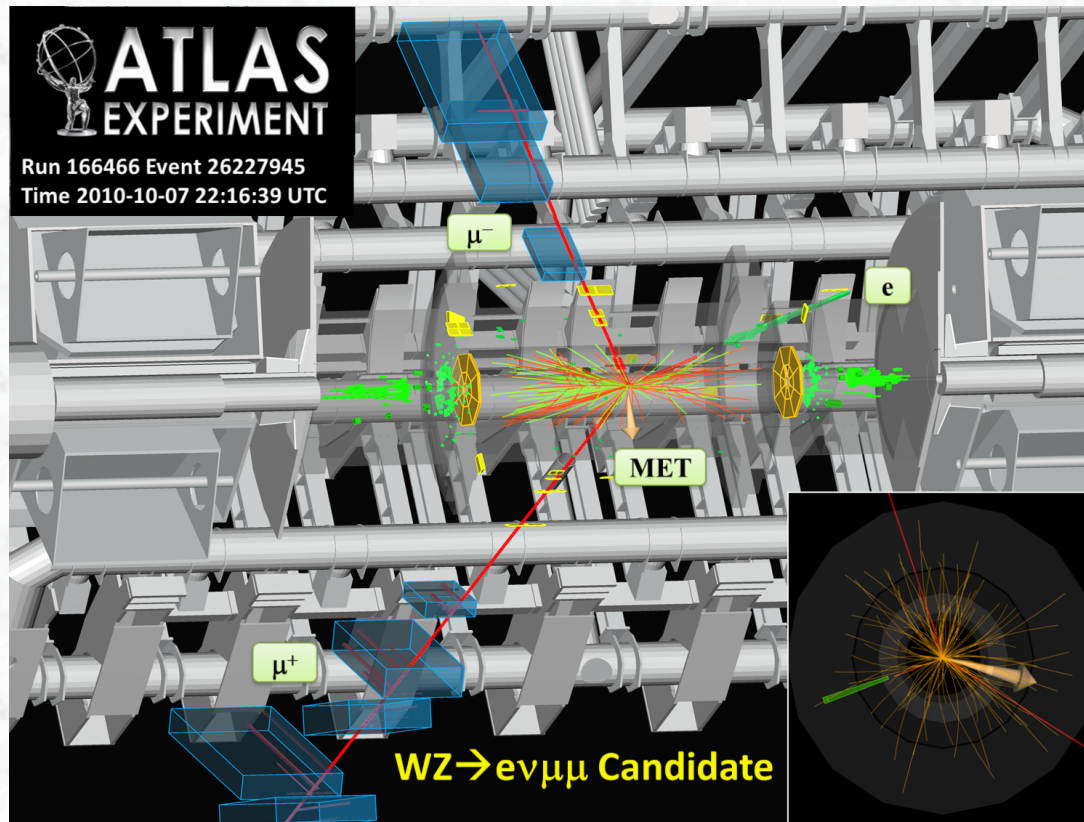 ATLAS
EXPERIMENT
Run 166466 Event 26227945
Time 2010-10-07 22:16:39 UTC
μ⁻
e
MET
μ⁺
WZ→eνμμ Candidate